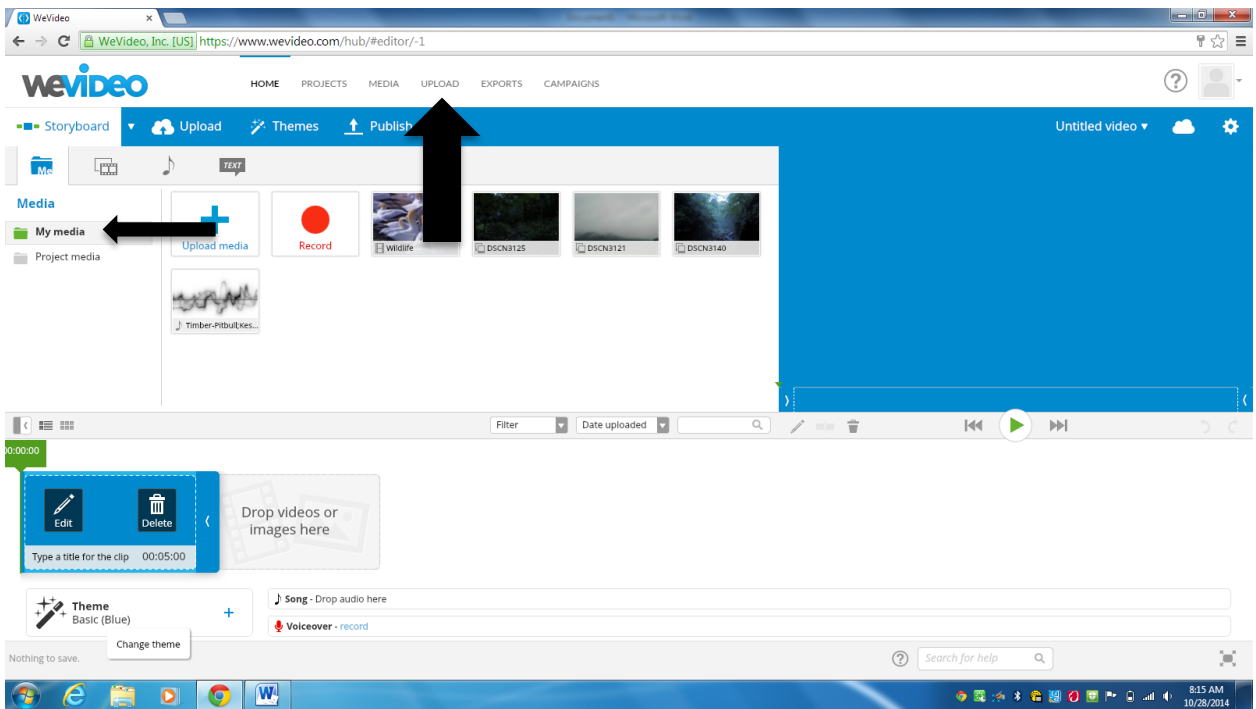 WeVideo
WeVideo, Inc. [US] https://www.wevideo.com/hub/#editor/-1
WeVIDEO HOME PROJECTS MEDIA UPLOAD EXPORTS CAMPAIGNS ?
Storyboard Upload Themes Publish Untitled video
Me TEXT
Media
My media
Project media
Upload media Record Wildlife DSCN3125 DSCN3121 DSCN3140
Timber-Pitbull;Kes...
Filter Date uploaded
00:00:00
Edit Delete
Drop videos or
images here
Type a title for the clip 00:05:00
Theme
Basic (Blue)
+
Song - Drop audio here
Voiceover - record
Change theme
Nothing to save. ? Search for help
8:15 AM
10/28/2014